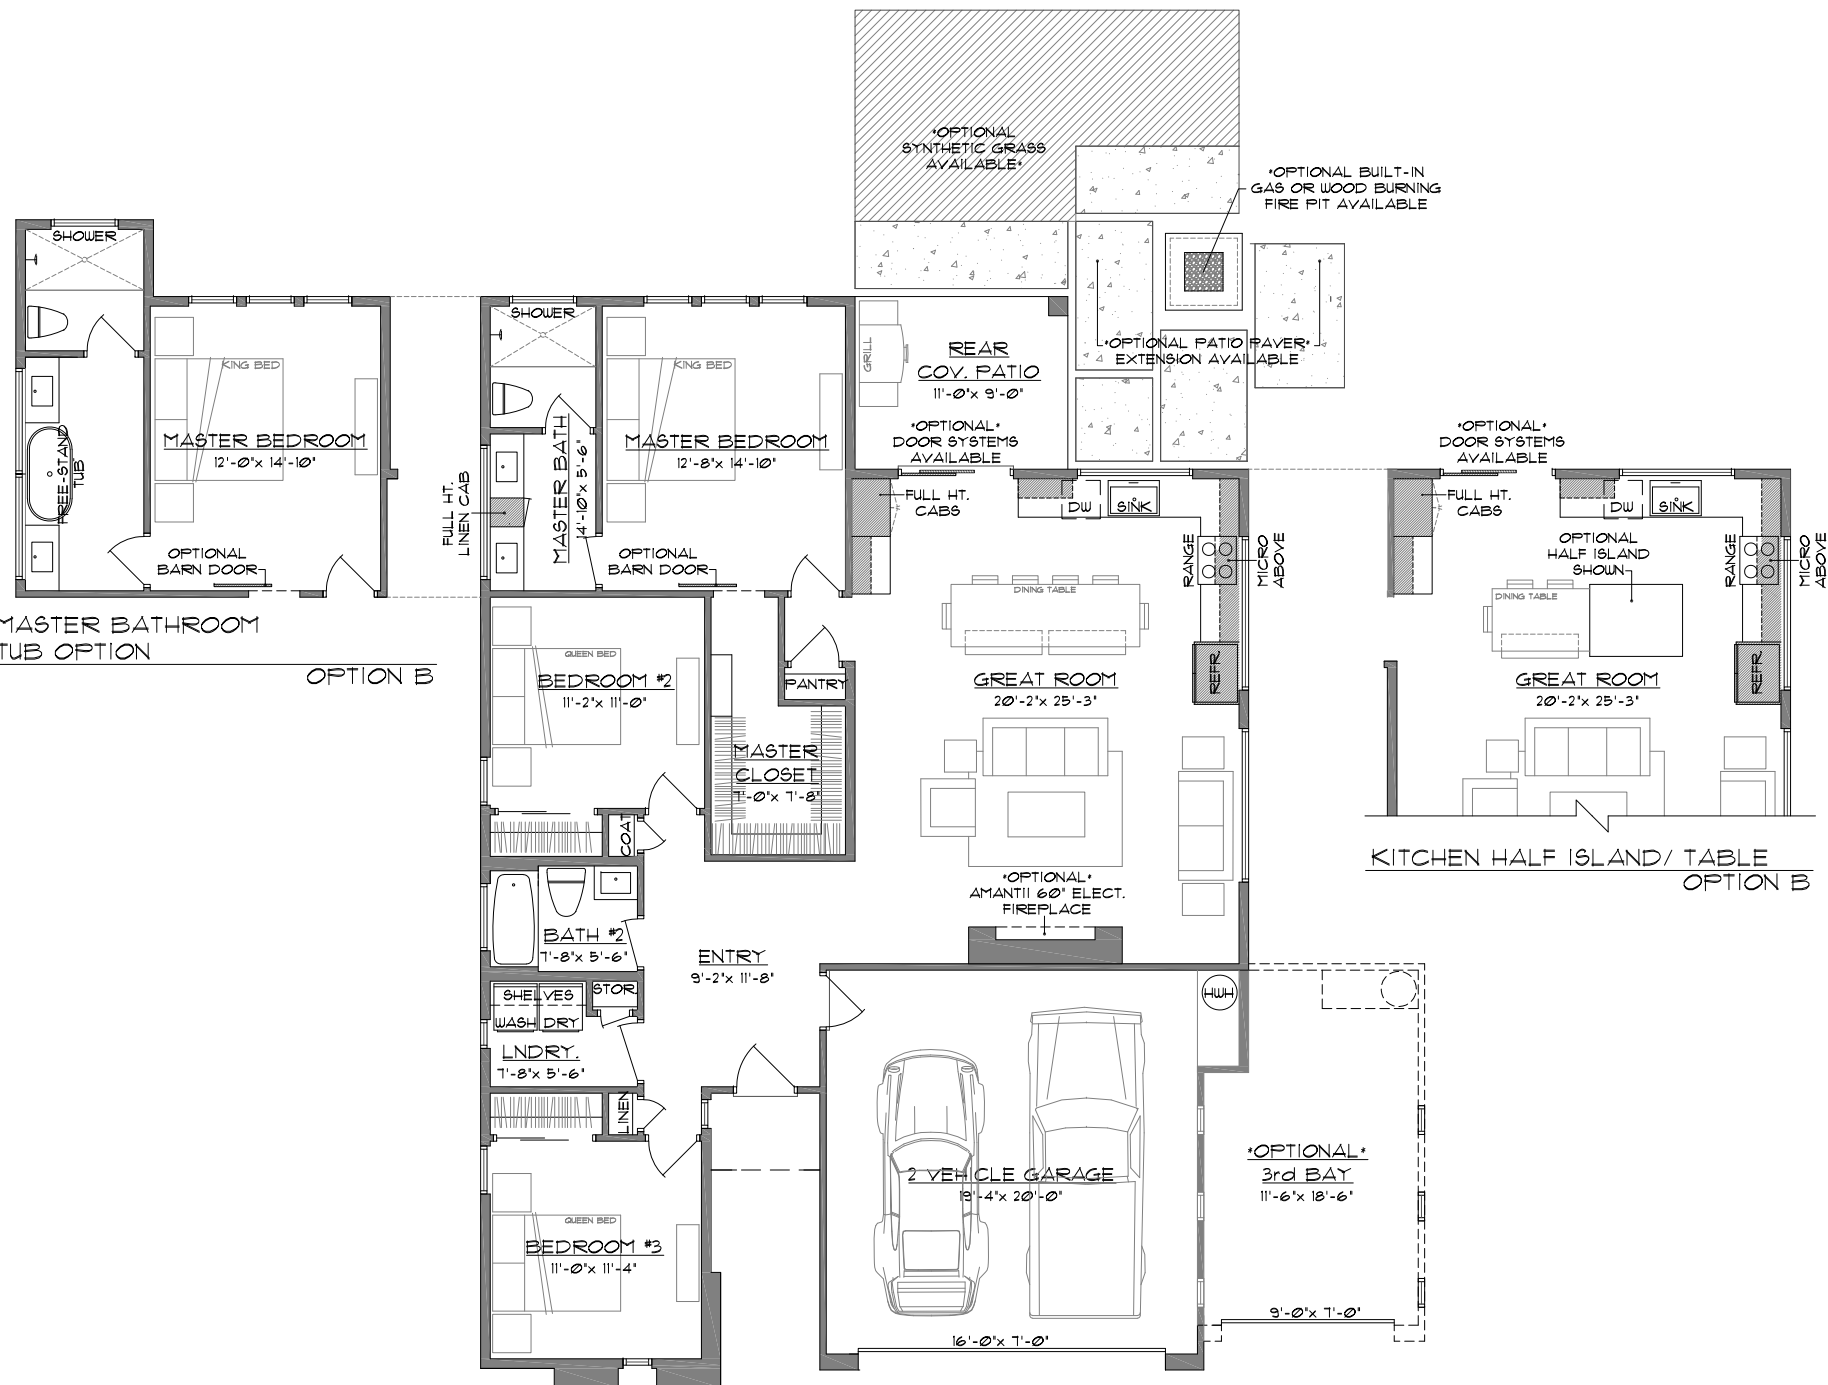 *OPTIONAL
SYNTHETIC GRASS
AVAILABLE*
*OPTIONAL BUILT-IN
GAS OR WOOD BURNING
FIRE PIT AVAILABLE
*OPTIONAL PATIO PAVER*
EXTENSION AVAILABLE
SHOWER
KING BED
MASTER BEDROOM
12'-0"x 14'-10"
FREE-STAND
TUB
OPTIONAL
BARN DOOR
MASTER BATHROOM
TUB OPTION
OPTION B
SHOWER
KING BED
MASTER BEDROOM
12'-8"x 14'-10"
MASTER BATH
14'-10"x 5'-6"
FULL HT.
LINEN CAB
OPTIONAL
BARN DOOR
GRILL
REAR
COV. PATIO
11'-0"x 9'-0"
*OPTIONAL*
DOOR SYSTEMS
AVAILABLE
FULL HT.
CABS
DW
SINK
RANGE
MICRO
ABOVE
DINING TABLE
REFR.
GREAT ROOM
20'-2"x 25'-3"
*OPTIONAL*
DOOR SYSTEMS
AVAILABLE
FULL HT.
CABS
DW
SINK
OPTIONAL
HALF ISLAND
SHOWN
RANGE
MICRO
ABOVE
DINING TABLE
REFR.
GREAT ROOM
20'-2"x 25'-3"
KITCHEN HALF ISLAND/ TABLE
OPTION B
QUEEN BED
BEDROOM #2
11'-2"x 11'-0"
PANTRY
MASTER
CLOSET
7'-0"x 7'-8"
COAT
*OPTIONAL*
AMANTII 60" ELECT.
FIREPLACE
BATH #2
7'-8"x 5'-6"
ENTRY
9'-2"x 11'-8"
STOR.
SHELVES
WASH
DRY
LNDRY.
7'-8"x 5'-6"
LINEN
HWH
2 VEHICLE GARAGE
19'-4"x 20'-0"
*OPTIONAL*
3rd BAY
11'-6"x 18'-6"
QUEEN BED
BEDROOM #3
11'-0"x 11'-4"
9'-0"x 7'-0"
16'-0"x 7'-0"